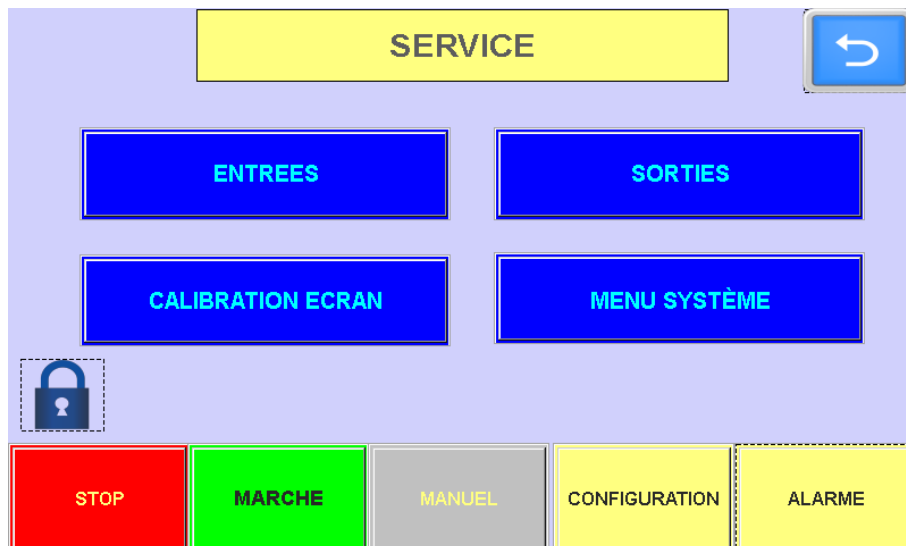 SERVICE
ENTREES
SORTIES
CALIBRATION ECRAN
MENU SYSTÈME
STOP
MARCHE
MANUEL
CONFIGURATION
ALARME